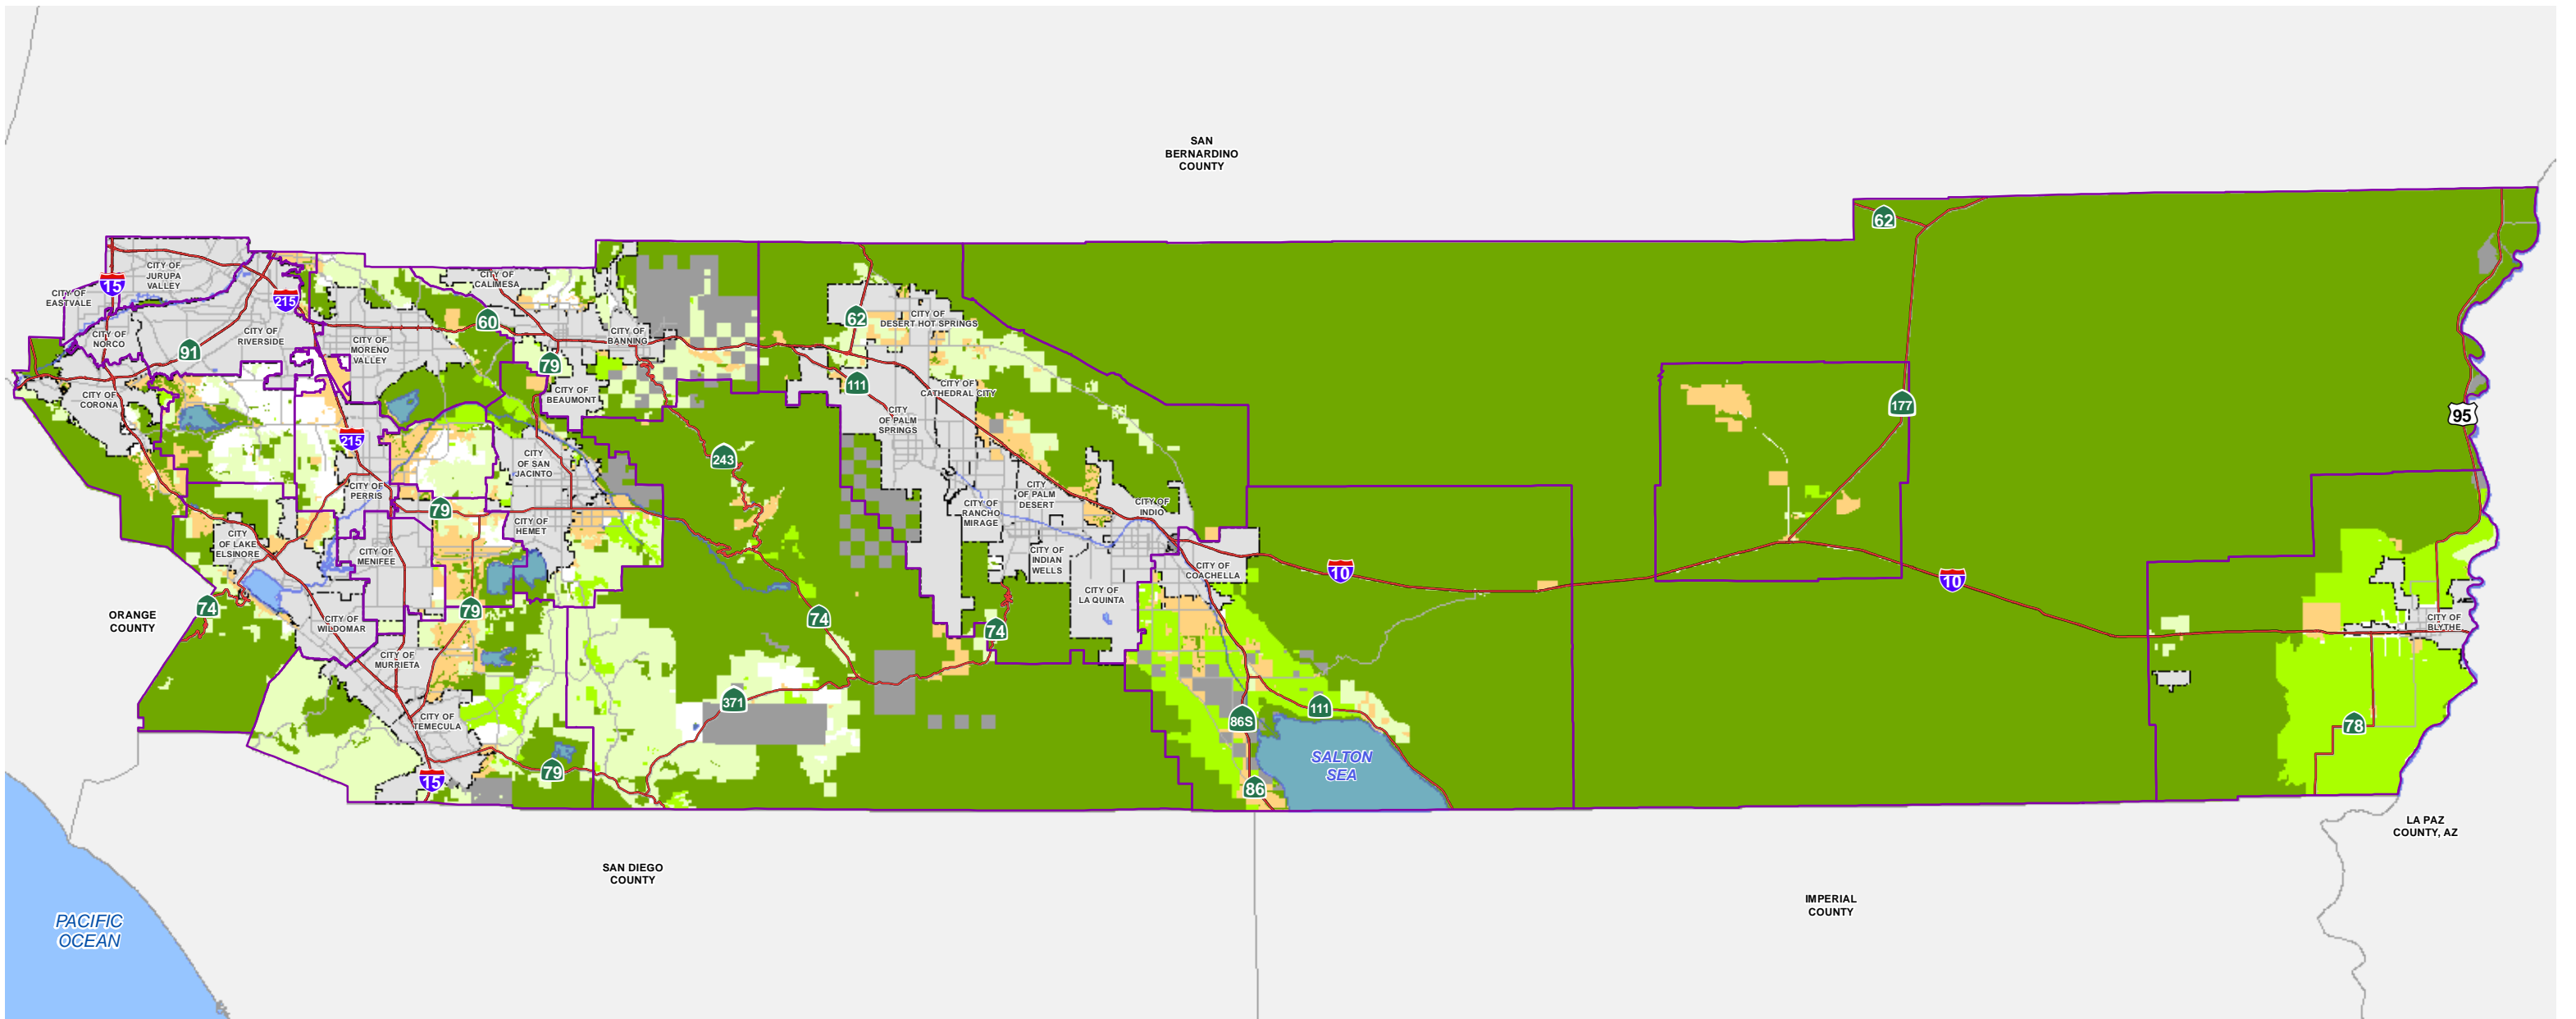 SAN
BERNARDINO
COUNTY
62
CITY OF
JURUPA
VALLEY
CITY OF
CALIMESA
15
CITY OF
EASTVALE
215
60
62
CITY OF
DESERT HOT SPRINGS
CITY OF
NORCO
CITY OF
RIVERSIDE
CITY OF
MORENO
VALLEY
CITY OF
BANNING
91
79
CITY OF
BEAUMONT
111
CITY OF
CATHEDRAL CITY
CITY OF
CORONA
CITY
OF PALM
SPRINGS
177
95
215
243
CITY
OF SAN
JACINTO
CITY OF
PERRIS
79
CITY OF
HEMET
CITY
OF PALM
DESERT
CITY OF
RANCHO
MIRAGE
CITY OF
INDIO
CITY
OF LAKE
ELSINORE
CITY OF
MENIFEE
CITY OF
INDIAN
WELLS
CITY OF
COACHELLA
10
10
CITY OF
LA QUINTA
ORANGE
COUNTY
74
79
74
74
CITY OF
WILDOMAR
CITY OF
BLYTHE
CITY OF
MURRIETA
371
CITY OF
TEMECULA
86S
111
78
SALTON
SEA
15
79
86
LA PAZ
COUNTY, AZ
SAN DIEGO
COUNTY
IMPERIAL
COUNTY
PACIFIC
OCEAN